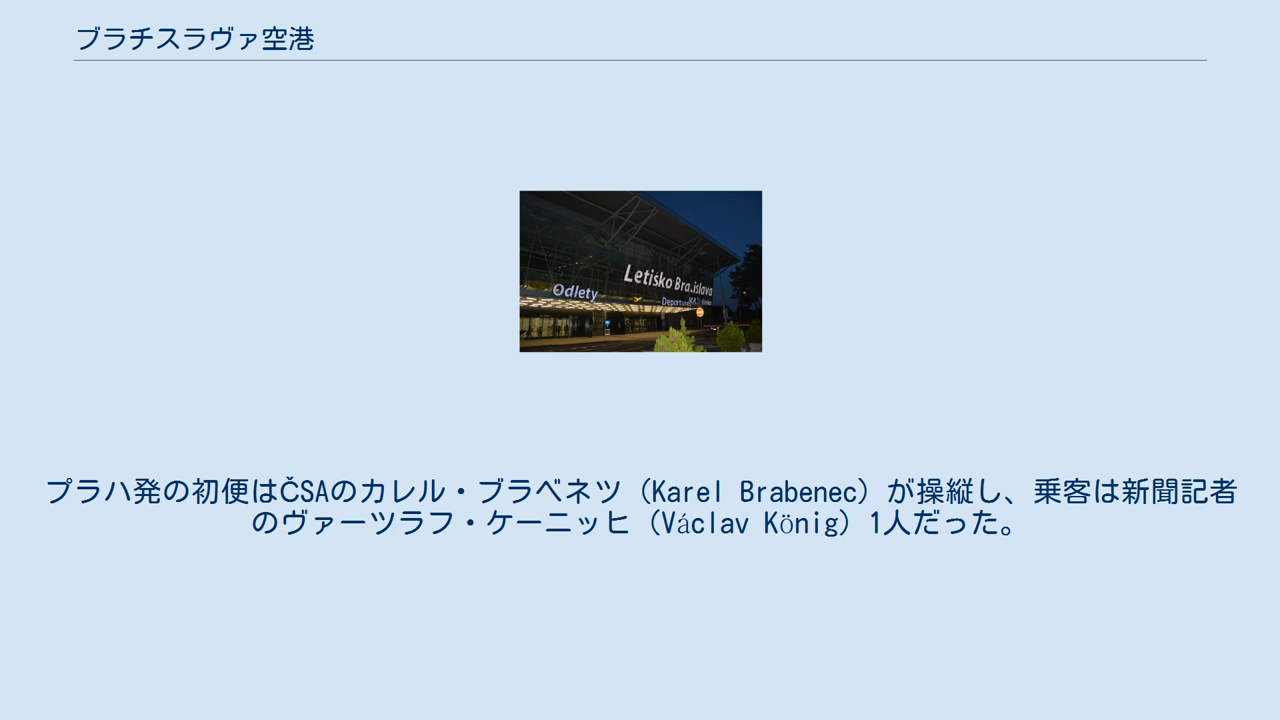 ブラチスラヴァ空港
Letisko Bratislava
Odlety
Departures
プラハ発の初便はČSAのカレル・ブラベネツ（Karel Brabenec）が操縦し、乗客は新聞記者
のヴァーツラフ・ケーニッヒ（Václav König）1人だった。